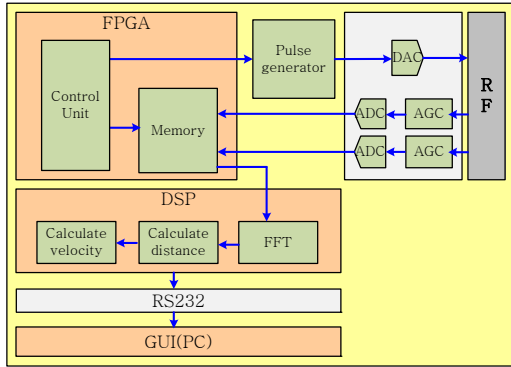 FPGA
Control
Unit
Memory
Pulse
generator
DAC
ADC
AGC
ADC
AGC
RF
DSP
Calculate
velocity
Calculate
distance
FFT
RS232
GUI(PC)